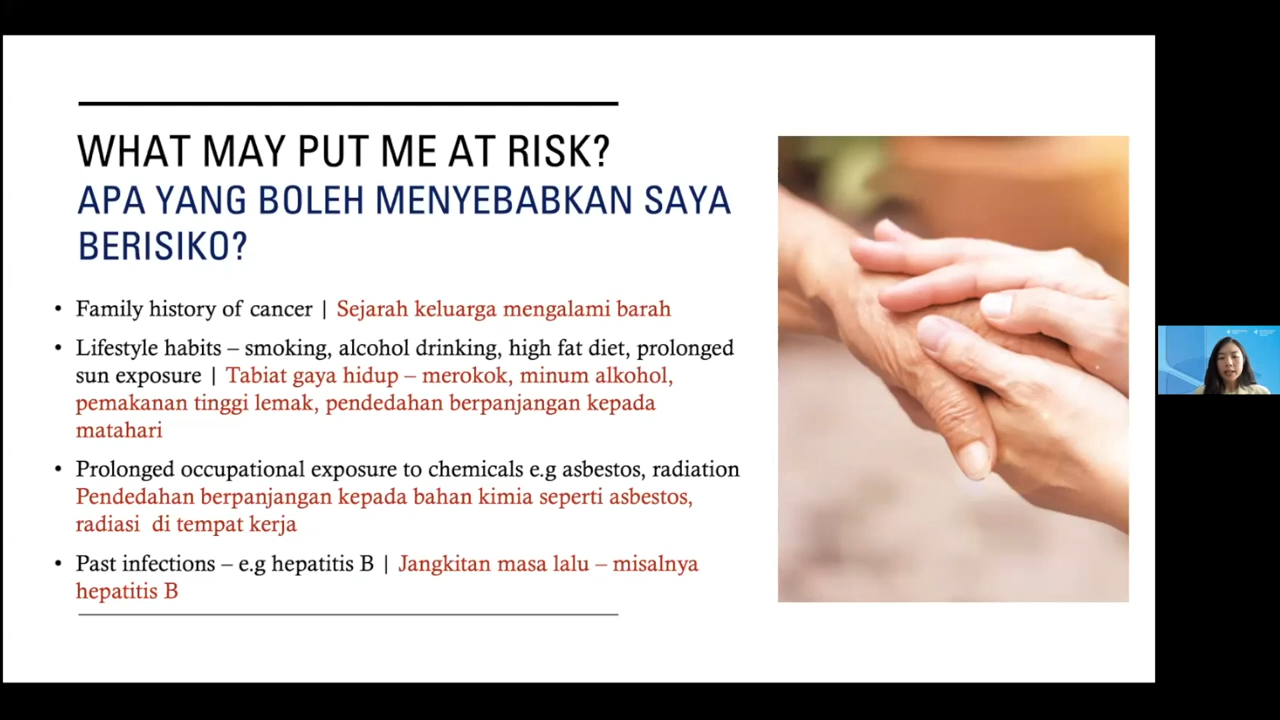 WHAT MAY PUT ME AT RISK?
APA YANG BOLEH MENYEBABKAN SAYA
BERISIKO?
• Family history of cancer | Sejarah keluarga mengalami barah
• Lifestyle habits – smoking, alcohol drinking, high fat diet, prolonged
sun exposure | Tabiat gaya hidup – merokok, minum alkohol,
pemakanan tinggi lemak, pendedahan berpanjangan kepada
matahari
• Prolonged occupational exposure to chemicals e.g asbestos, radiation
Pendedahan berpanjangan kepada bahan kimia seperti asbestos,
radiasi di tempat kerja
• Past infections – e.g hepatitis B | Jangkitan masa lalu – misalnya
hepatitis B